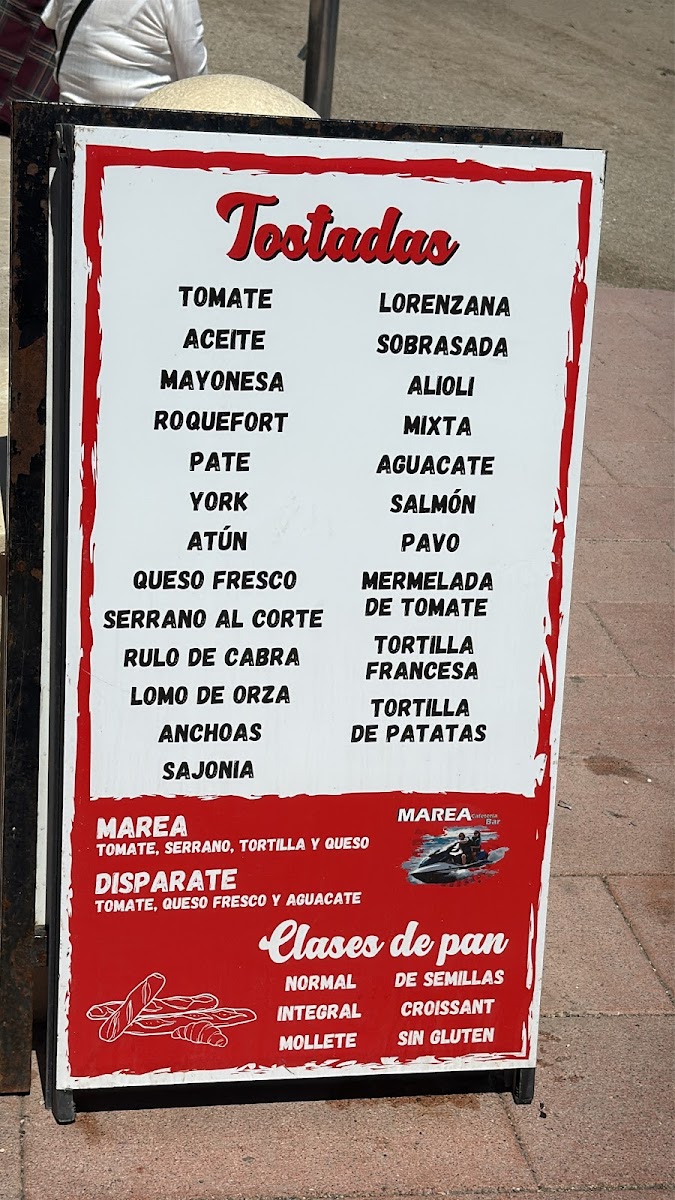 Tostadas
TOMATE
ACEITE
MAYONESA
ROQUEFORT
PATE
YORK
ATÚN
QUESO FRESCO
SERRANO AL CORTE
RULO DE CABRA
LOMO DE ORZA
ANCHOAS
SAJONIA
LORENZANA
SOBRASADA
ALIOLI
MIXTA
AGUACATE
SALMÓN
PAVO
MERMELADA
DE TOMATE
TORTILLA
FRANCESA
TORTILLA
DE PATATAS
MAREA
TOMATE, SERRANO, TORTILLA Y QUESO
DISPARATE
TOMATE, QUESO FRESCO Y AGUACATE
MAREA Cafetería
Bar
Clases de pan
NORMAL
INTEGRAL
MOLLETE
DE SEMILLAS
CROISSANT
SIN GLUTEN